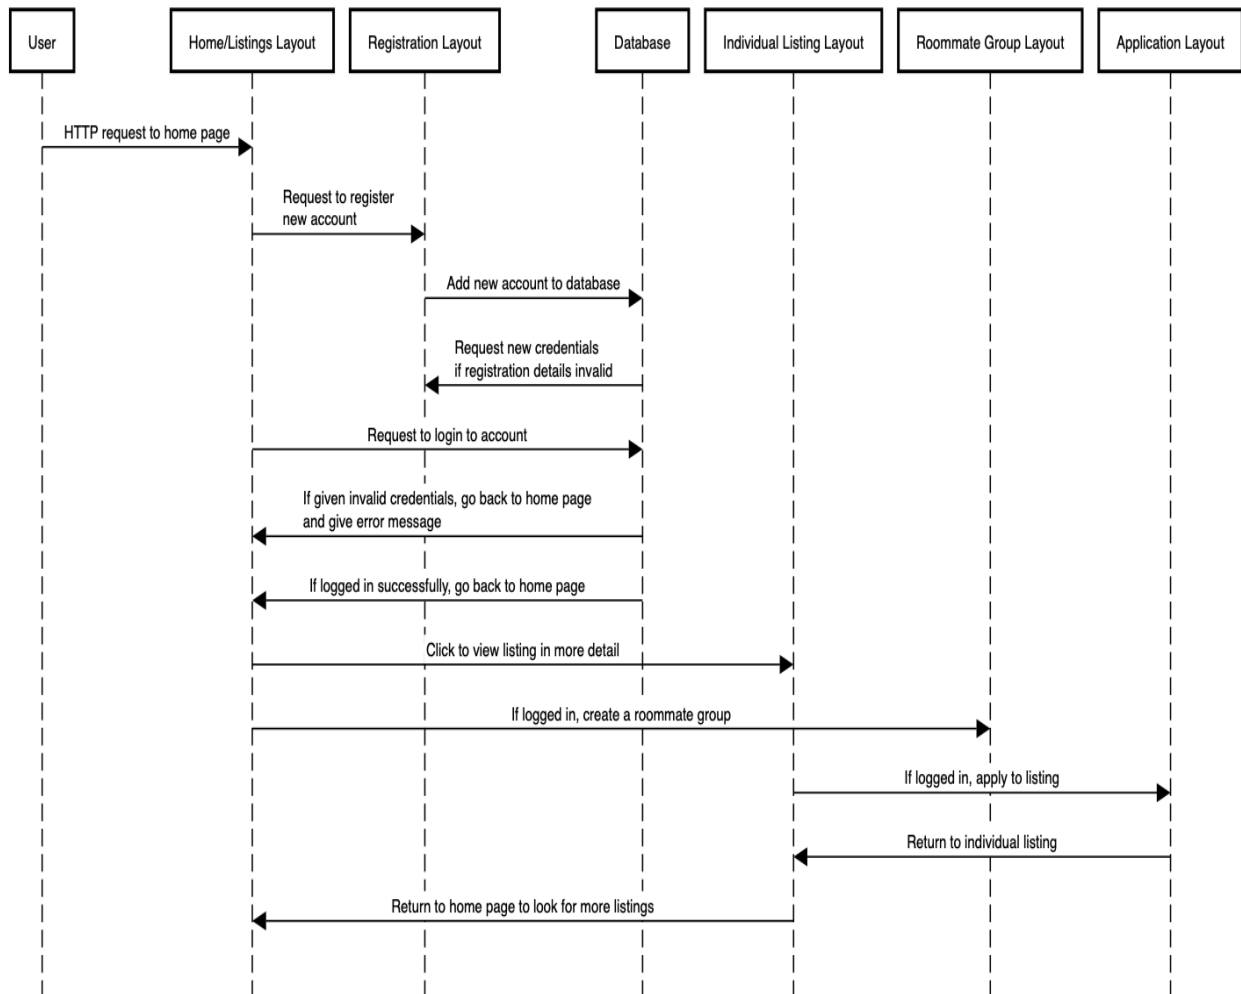 User
Home/Listings Layout
Registration Layout
Database
Individual Listing Layout
Roommate Group Layout
Application Layout
HTTP request to home page
Request to register
new account
Add new account to database
Request new credentials
if registration details invalid
Request to login to account
If given invalid credentials, go back to home page
and give error message
If logged in successfully, go back to home page
Click to view listing in more detail
If logged in, create a roommate group
If logged in, apply to listing
Return to individual listing
Return to home page to look for more listings